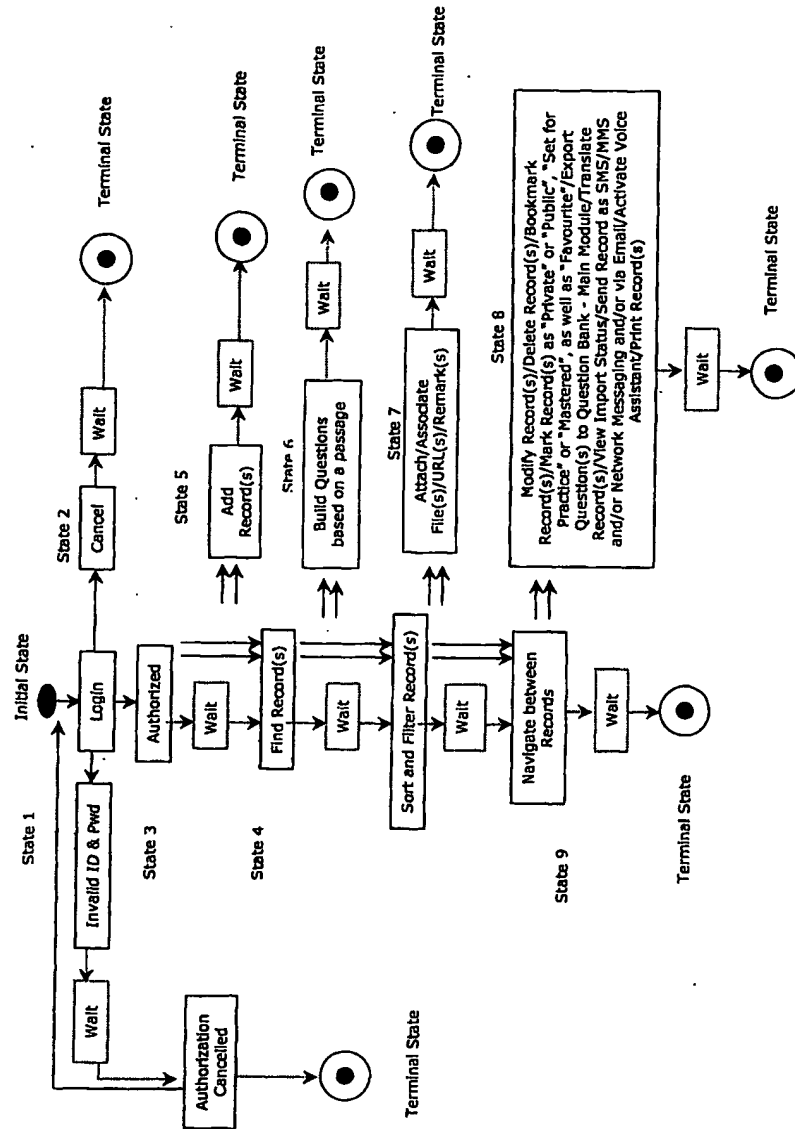 Initial State
State 1
State 2
Login
Cancel
Wait
Terminal State
Invalid ID & Pwd
Wait
Authorization
Cancelled
Terminal State
State 3
Authorized
Wait
State 5
Add
Record(s)
Wait
Terminal State
State 4
Find Record(s)
Wait
State 6
Build Questions
based on a passage
Wait
Terminal State
Sort and Filter Record(s)
Wait
State 7
Attach/Associate
File(s)/URL(s)/Remark(s)
Wait
Terminal State
State 9
Navigate between
Records
Wait
Terminal State
State 8
Modify Record(s)/Delete Record(s)/Bookmark
Record(s)/Mark Record(s) as "Private" or "Public", "Set for
Practice" or "Mastered", as well as "Favourite"/Export
Question(s) to Question Bank - Main Module/Translate
Record(s)/View Import Status/Send Record as SMS/MMS
and/or Network Messaging and/or via Email/Activate Voice
Assistant/Print Record(s)
Wait
Terminal State